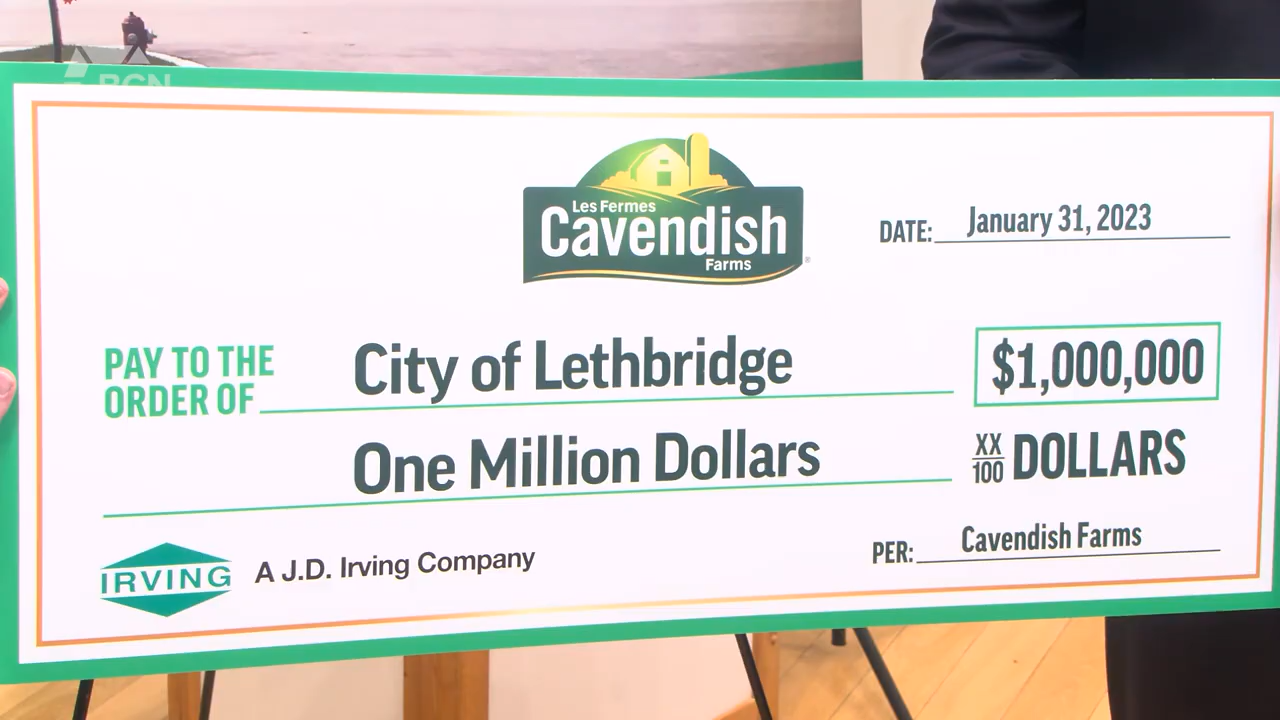 BCN
Les Fermes
Cavendish
Farms
DATE: January 31, 2023
PAY TO THE
ORDER OF City of Lethbridge
$1,000,000
One Million Dollars
XX/100 DOLLARS
IRVING
A J.D. Irving Company
PER: Cavendish Farms